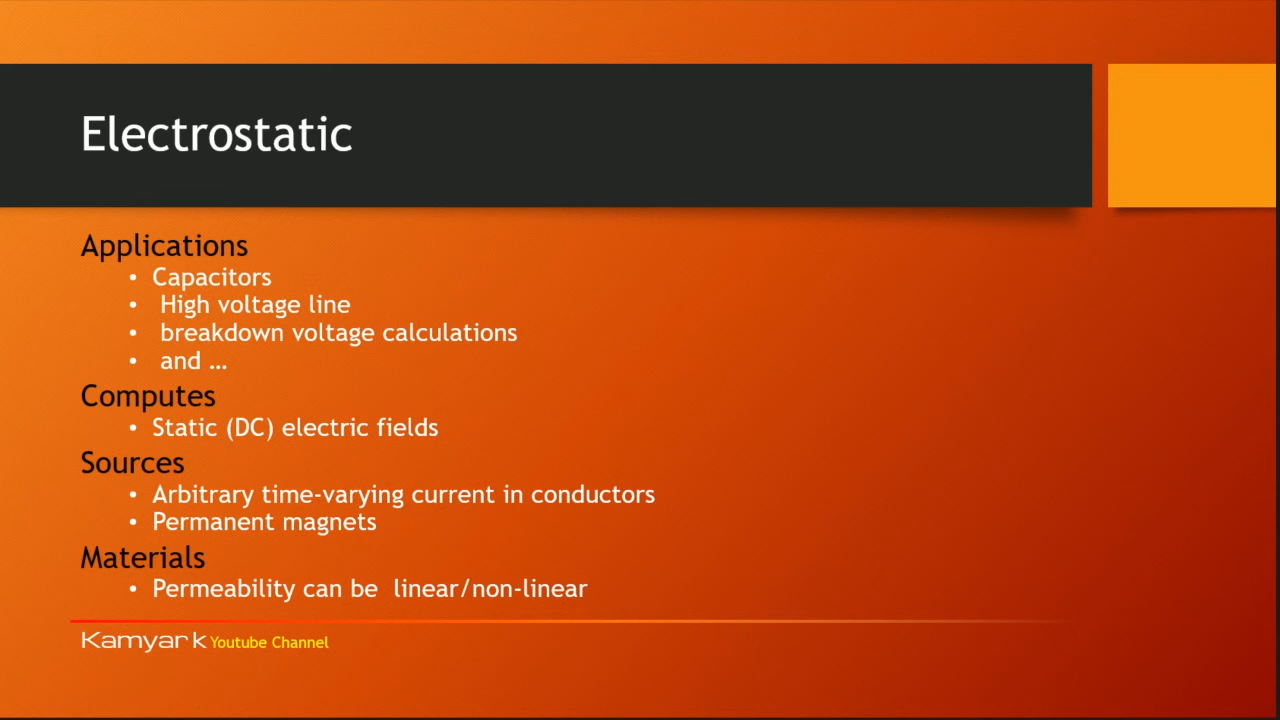 Electrostatic
Applications
• Capacitors
• High voltage line
• breakdown voltage calculations
• and ...
Computes
• Static (DC) electric fields
Sources
• Arbitrary time-varying current in conductors
• Permanent magnets
Materials
• Permeability can be linear/non-linear
Kamyar k Youtube Channel